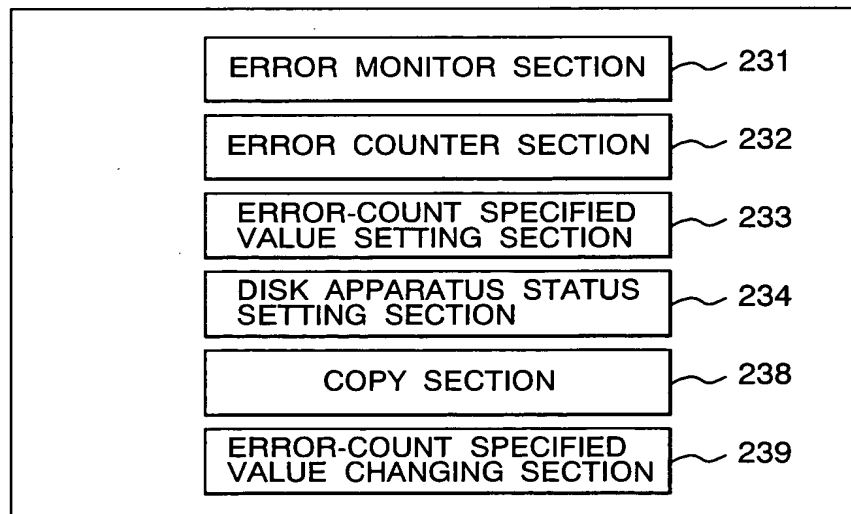 ERROR MONITOR SECTION 231
ERROR COUNTER SECTION 232
ERROR-COUNT SPECIFIED
VALUE SETTING SECTION 233
DISK APPARATUS STATUS
SETTING SECTION 234
COPY SECTION 238
ERROR-COUNT SPECIFIED
VALUE CHANGING SECTION 239